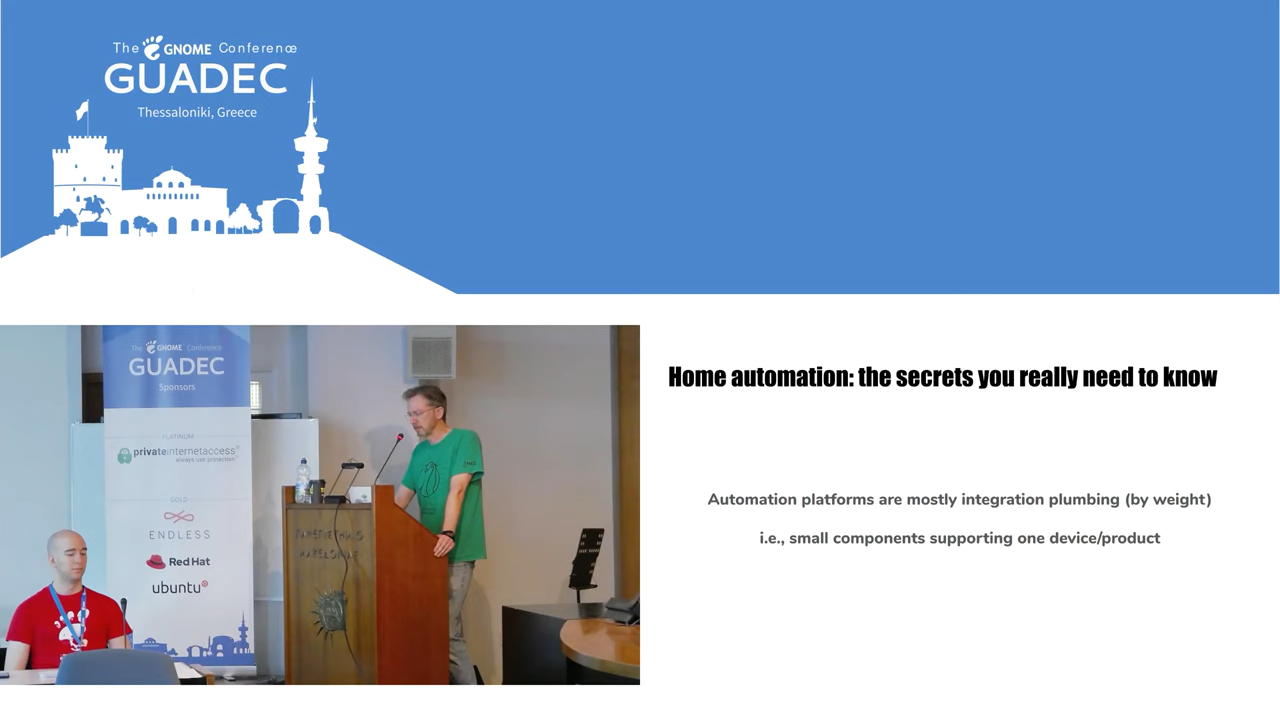 The GNOME Conference
GUADEC
Thessaloniki, Greece
The GNOME Conference
GUADEC
Sponsors
PLATINUM
privateinternetaccess®
always use protection
GOLD
ENDLESS
Red Hat
ubuntu
Home automation: the secrets you really need to know
Automation platforms are mostly integration plumbing (by weight)
i.e., small components supporting one device/product